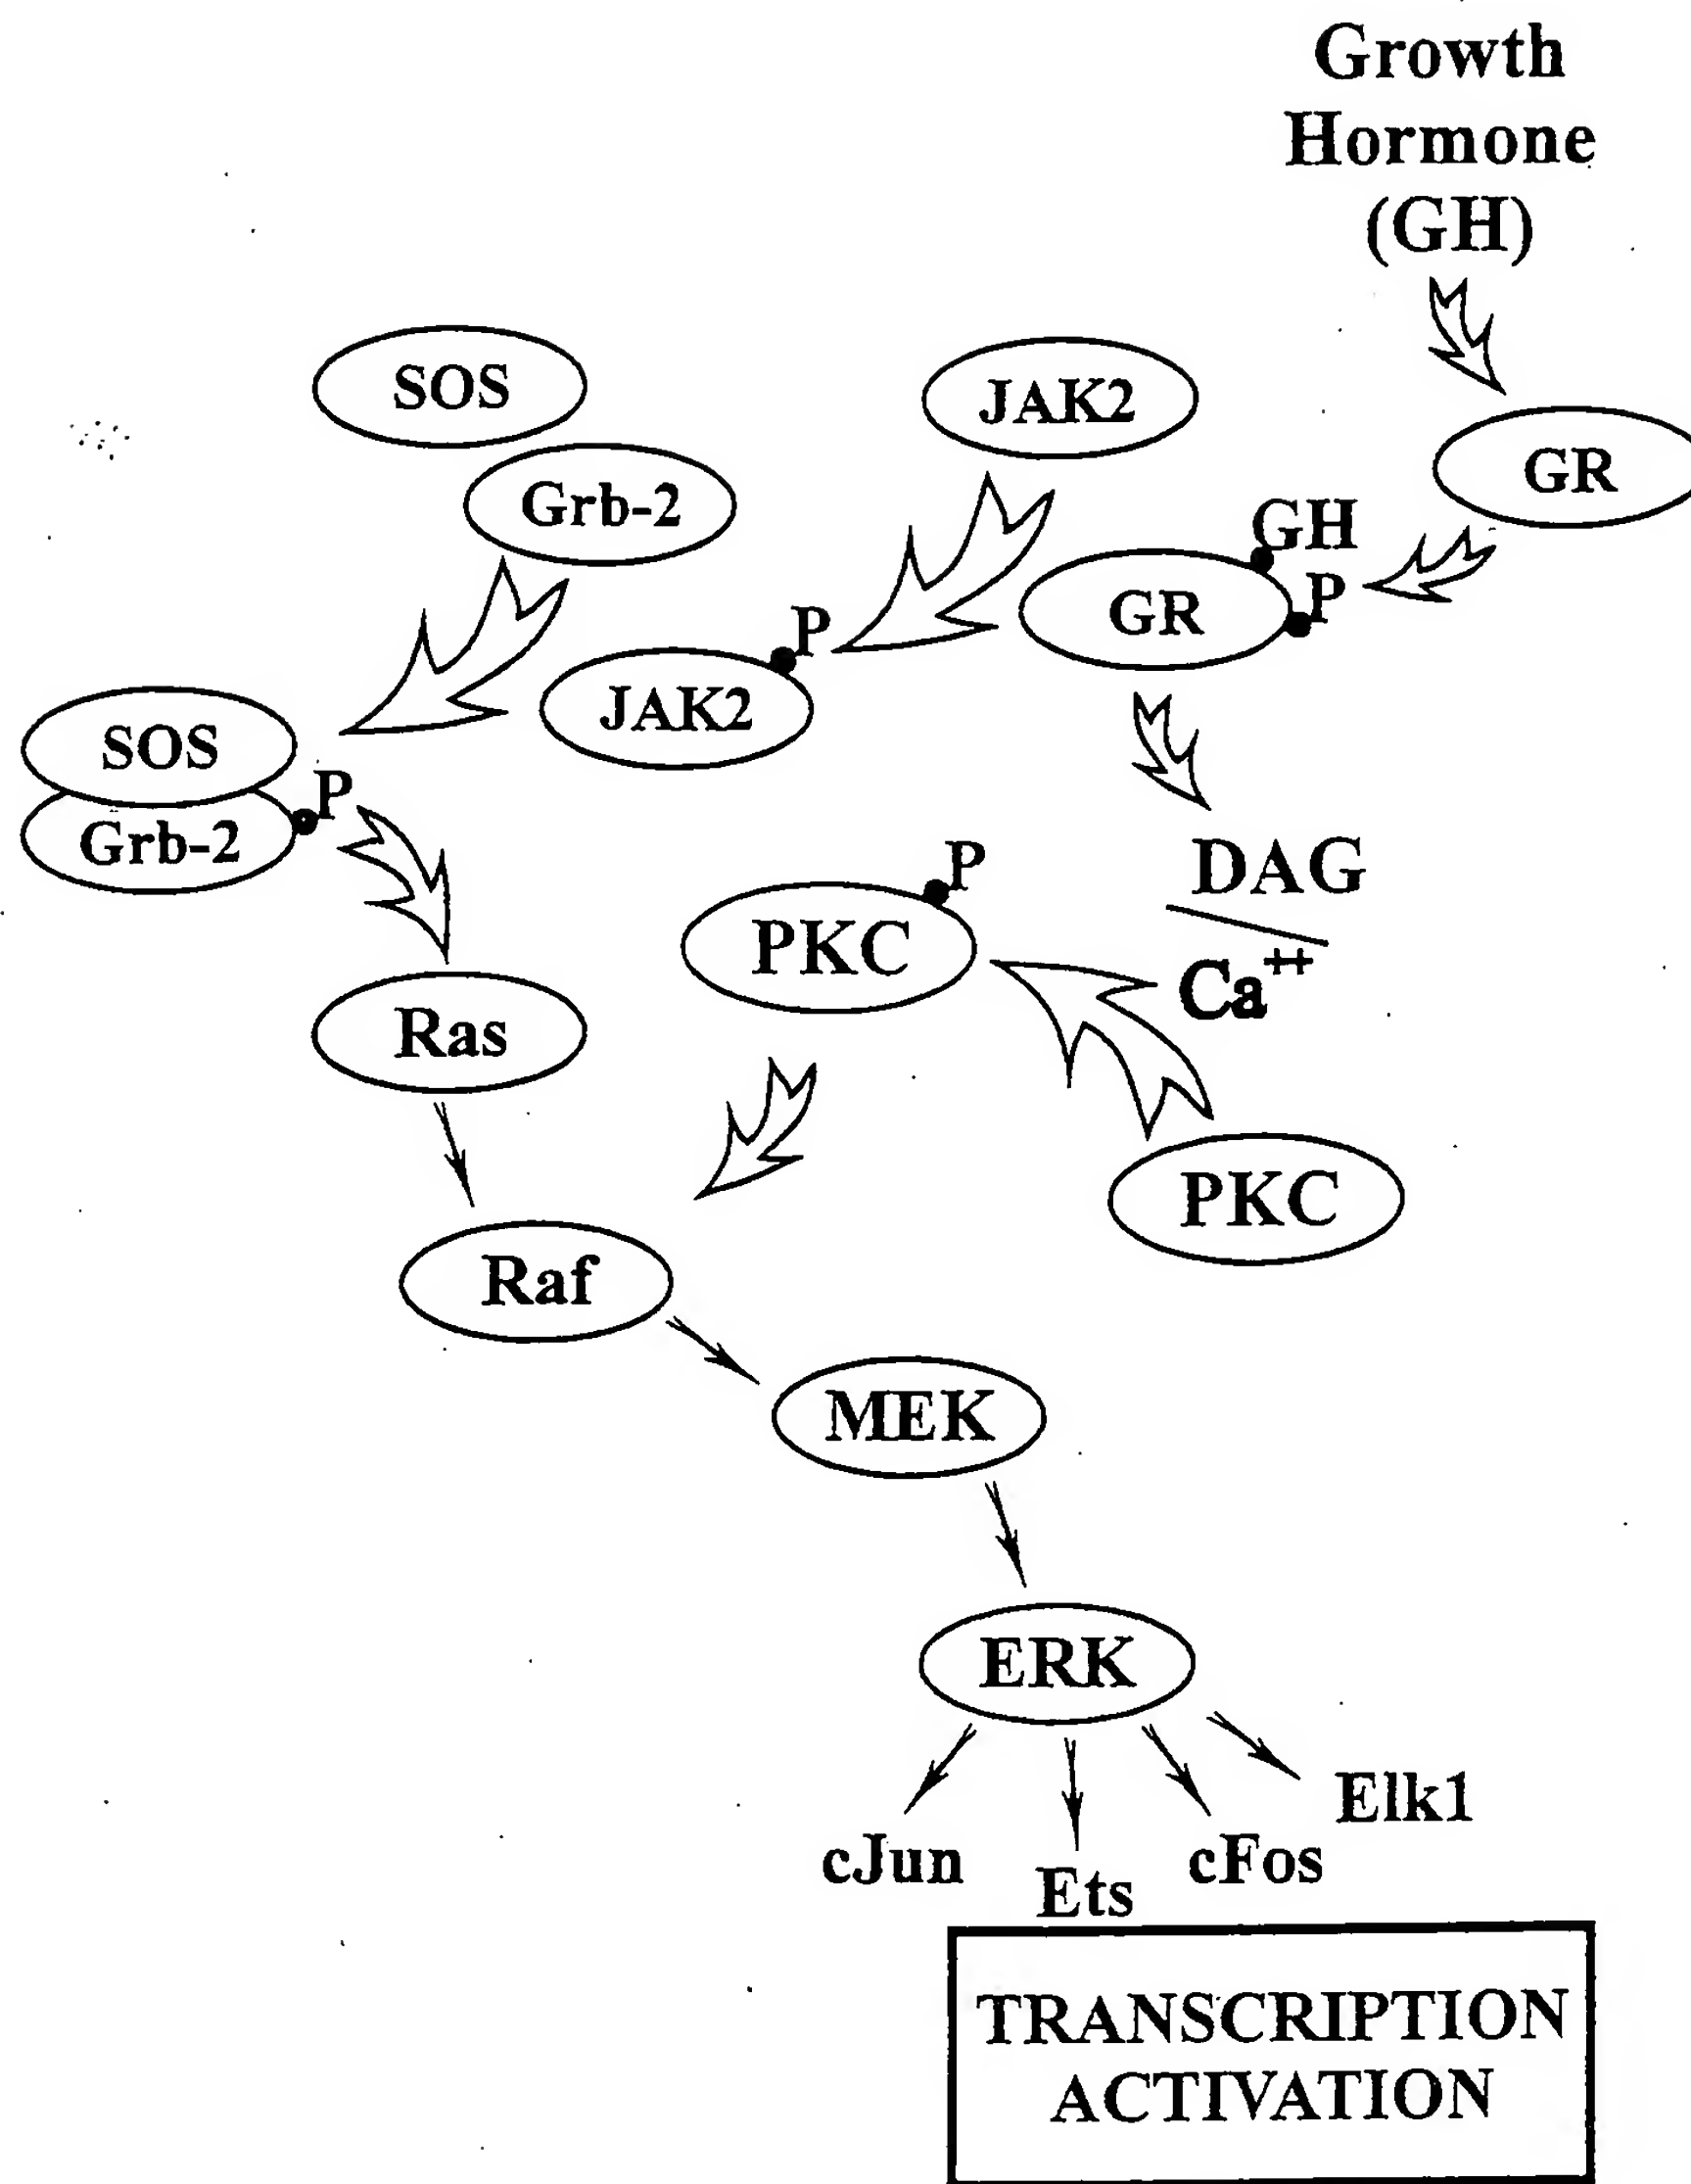 Growth
Hormone
(GH)
SOS
JAK2
GR
Grb-2
GH
P
GR
P
JAK2
SOS
P
Grb-2
DAG
P
PKC
Ca++
Ras
PKC
Raf
MEK
ERK
Elk1
cJun
cFos
Ets
TRANSCRIPTION
ACTIVATION